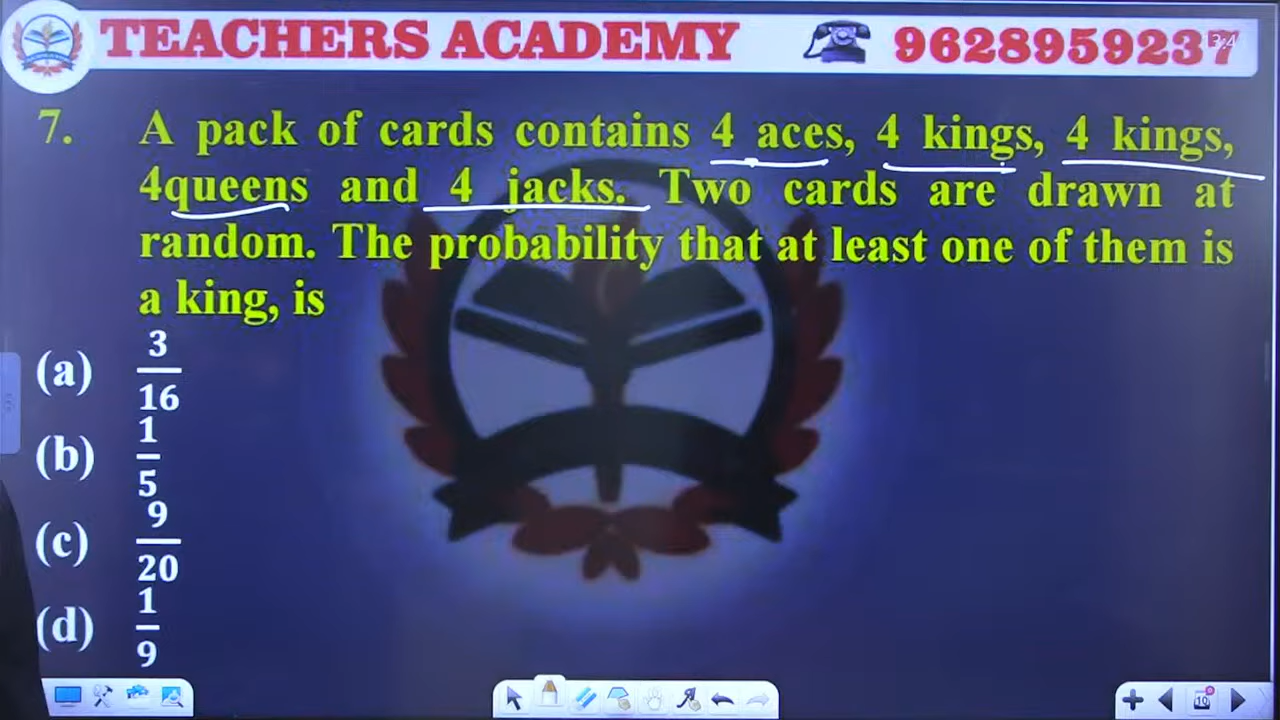 TEACHERS ACADEMY 9628959237
7. A pack of cards contains 4 aces, 4 kings, 4 kings,
4queens and 4 jacks. Two cards are drawn at
random. The probability that at least one of them is
a king, is
(a) 3/16
(b) 1/5
(c) 9/20
(d) 1/9